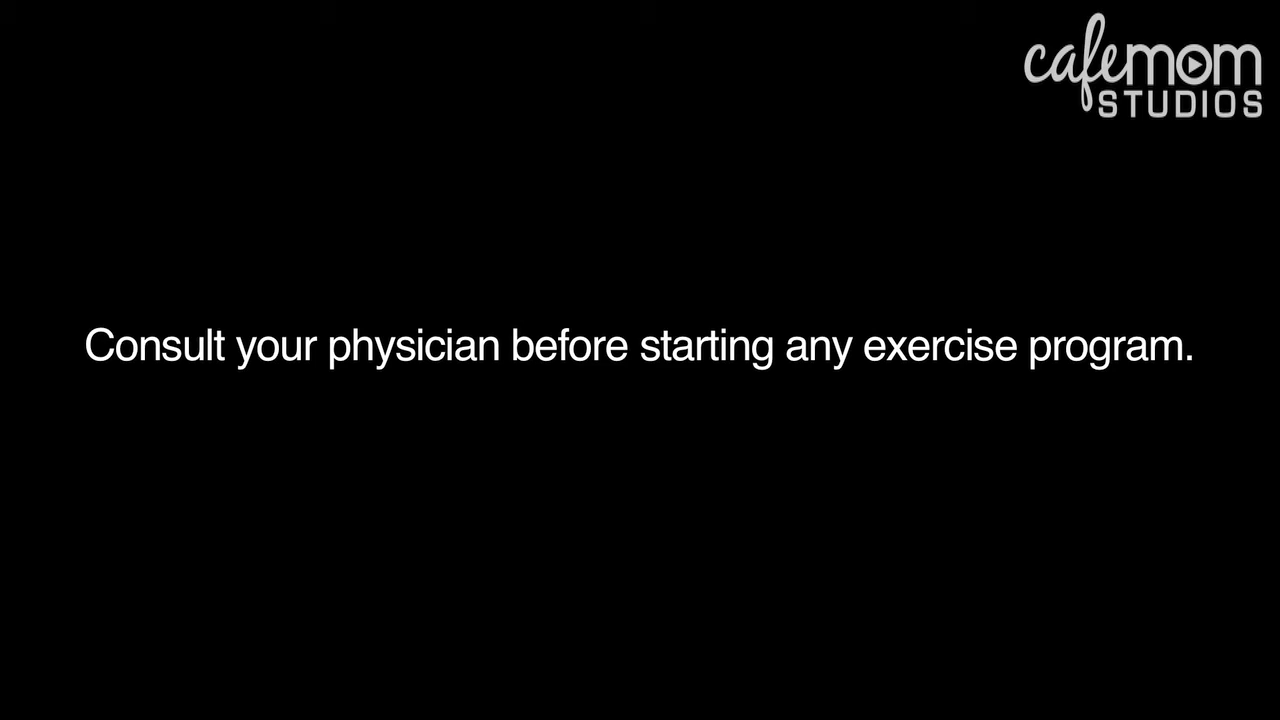 cafemom
STUDIOS
Consult your physician before starting any exercise program.